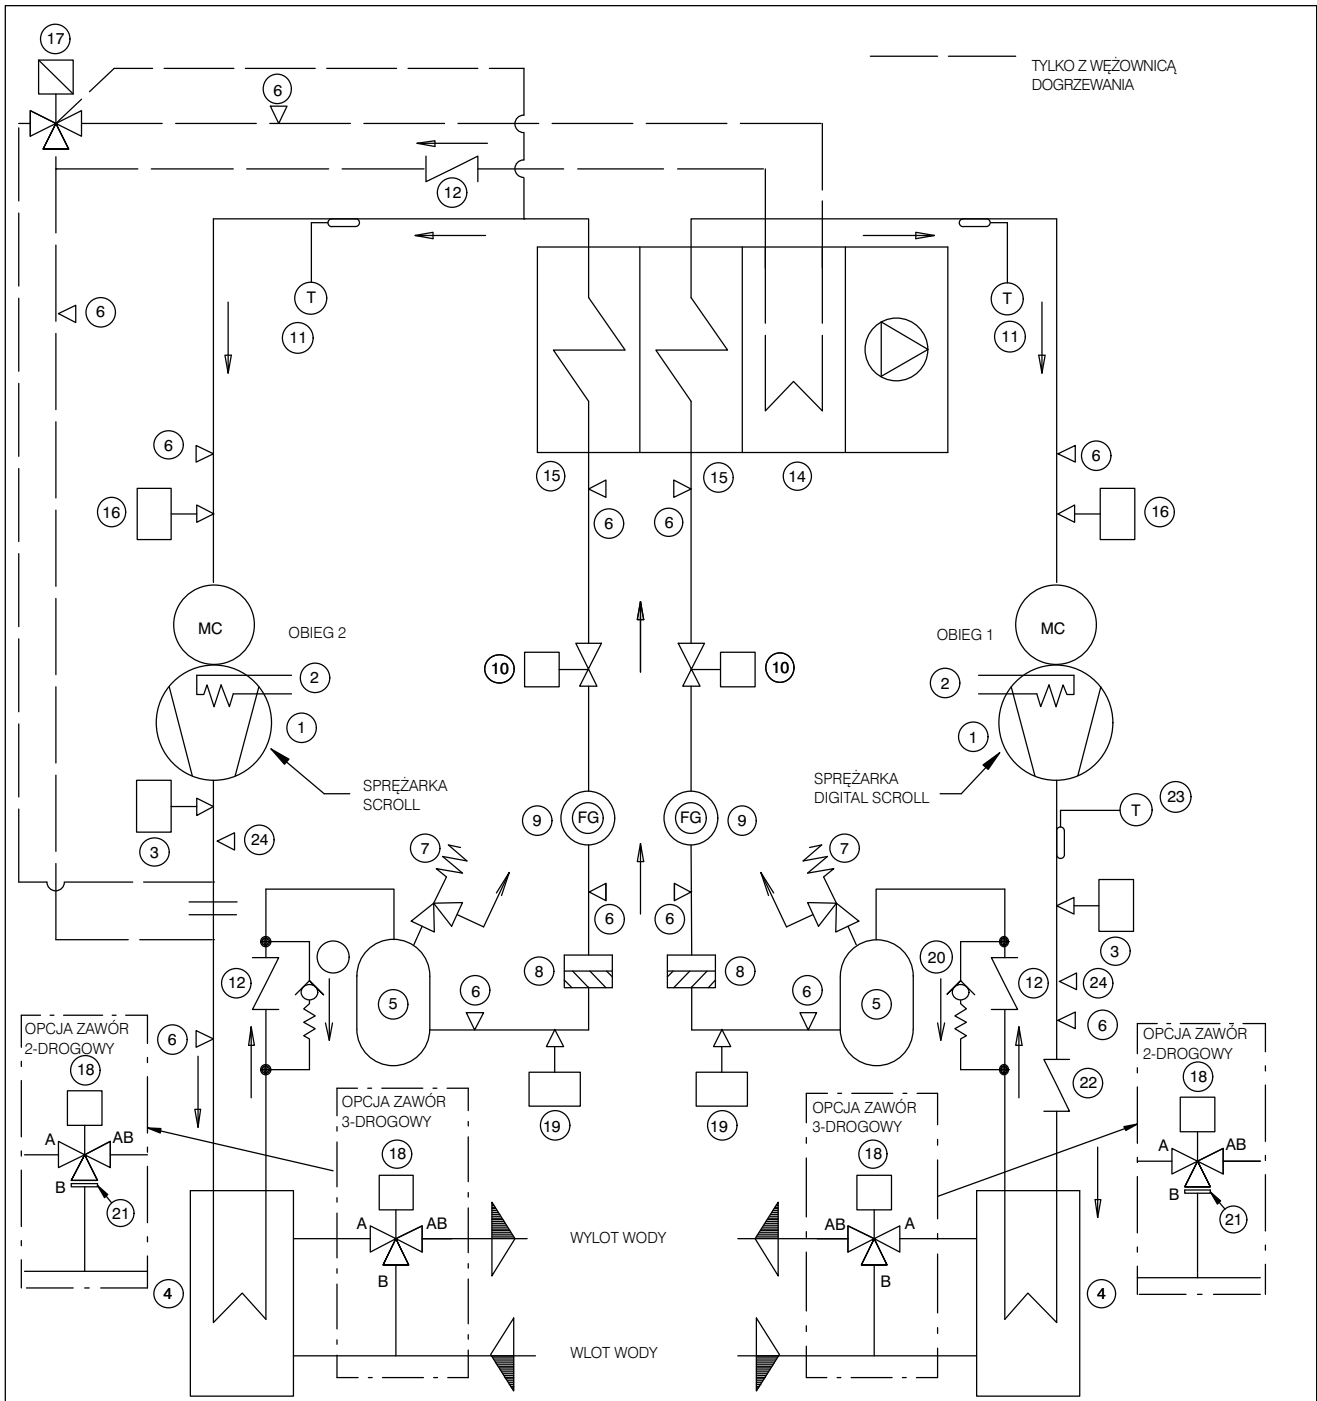 17
6
TYLKO Z WĘŻOWNICĄ
DOGRZEWANIA
12
6
T
11
T
11
6
6
15
15
14
16
6
6
16
MC
OBIEG 2
OBIEG 1
MC
10
10
2
2
1
1
SPRĘŻARKA
SCROLL
SPRĘŻARKA
DIGITAL SCROLL
T
23
9
FG
FG
9
3
24
7
7
6
6
3
12
8
8
20
12
5
6
6
5
24
6
6
OPCJA ZAWÓR
2-DROGOWY
18
A
AB
B
21
OPCJA ZAWÓR
3-DROGOWY
18
A
AB
B
19
19
OPCJA ZAWÓR
3-DROGOWY
18
AB
A
B
22
OPCJA ZAWÓR
2-DROGOWY
18
A
AB
B
21
WYLOT WODY
4
4
WLOT WODY